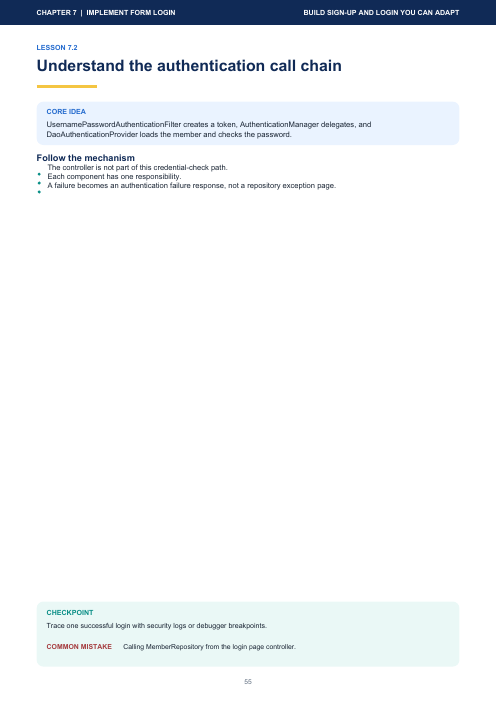 CHAPTER 7 | IMPLEMENT FORM LOGIN
BUILD SIGN-UP AND LOGIN YOU CAN ADAPT
LESSON 7.2
Understand the authentication call chain
CORE IDEA
UsernamePasswordAuthenticationFilter creates a token, AuthenticationManager delegates, and
DaoAuthenticationProvider loads the member and checks the password.
Follow the mechanism
The controller is not part of this credential-check path.
Each component has one responsibility.
A failure becomes an authentication failure response, not a repository exception page.
CHECKPOINT
Trace one successful login with security logs or debugger breakpoints.
COMMON MISTAKE Calling MemberRepository from the login page controller.
55